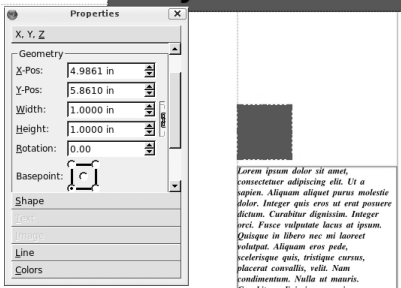 Properties
X, Y, Z
Geometry
X-Pos: 4.9861 in
Y-Pos: 5.8610 in
Width: 1.0000 in
Height: 1.0000 in
Rotation: 0.00
Basepoint:
Shape
Text
Image
Line
Colors
Lorem ipsum dolor sit amet,
consectetuer adipiscing elit. Ut a
sapien. Aliquam aliquet purus molestie
dolor. Integer quis eros ut erat posuere
dictum. Curabitur dignissim. Integer
orci. Fusce vulputate lacus at ipsum.
Quisque in libero nec mi laoreet
volutpat. Aliquam eros pede,
scelerisque quis, tristique cursus,
placerat convallis, velit. Nam
condimentum. Nulla ut mauris.